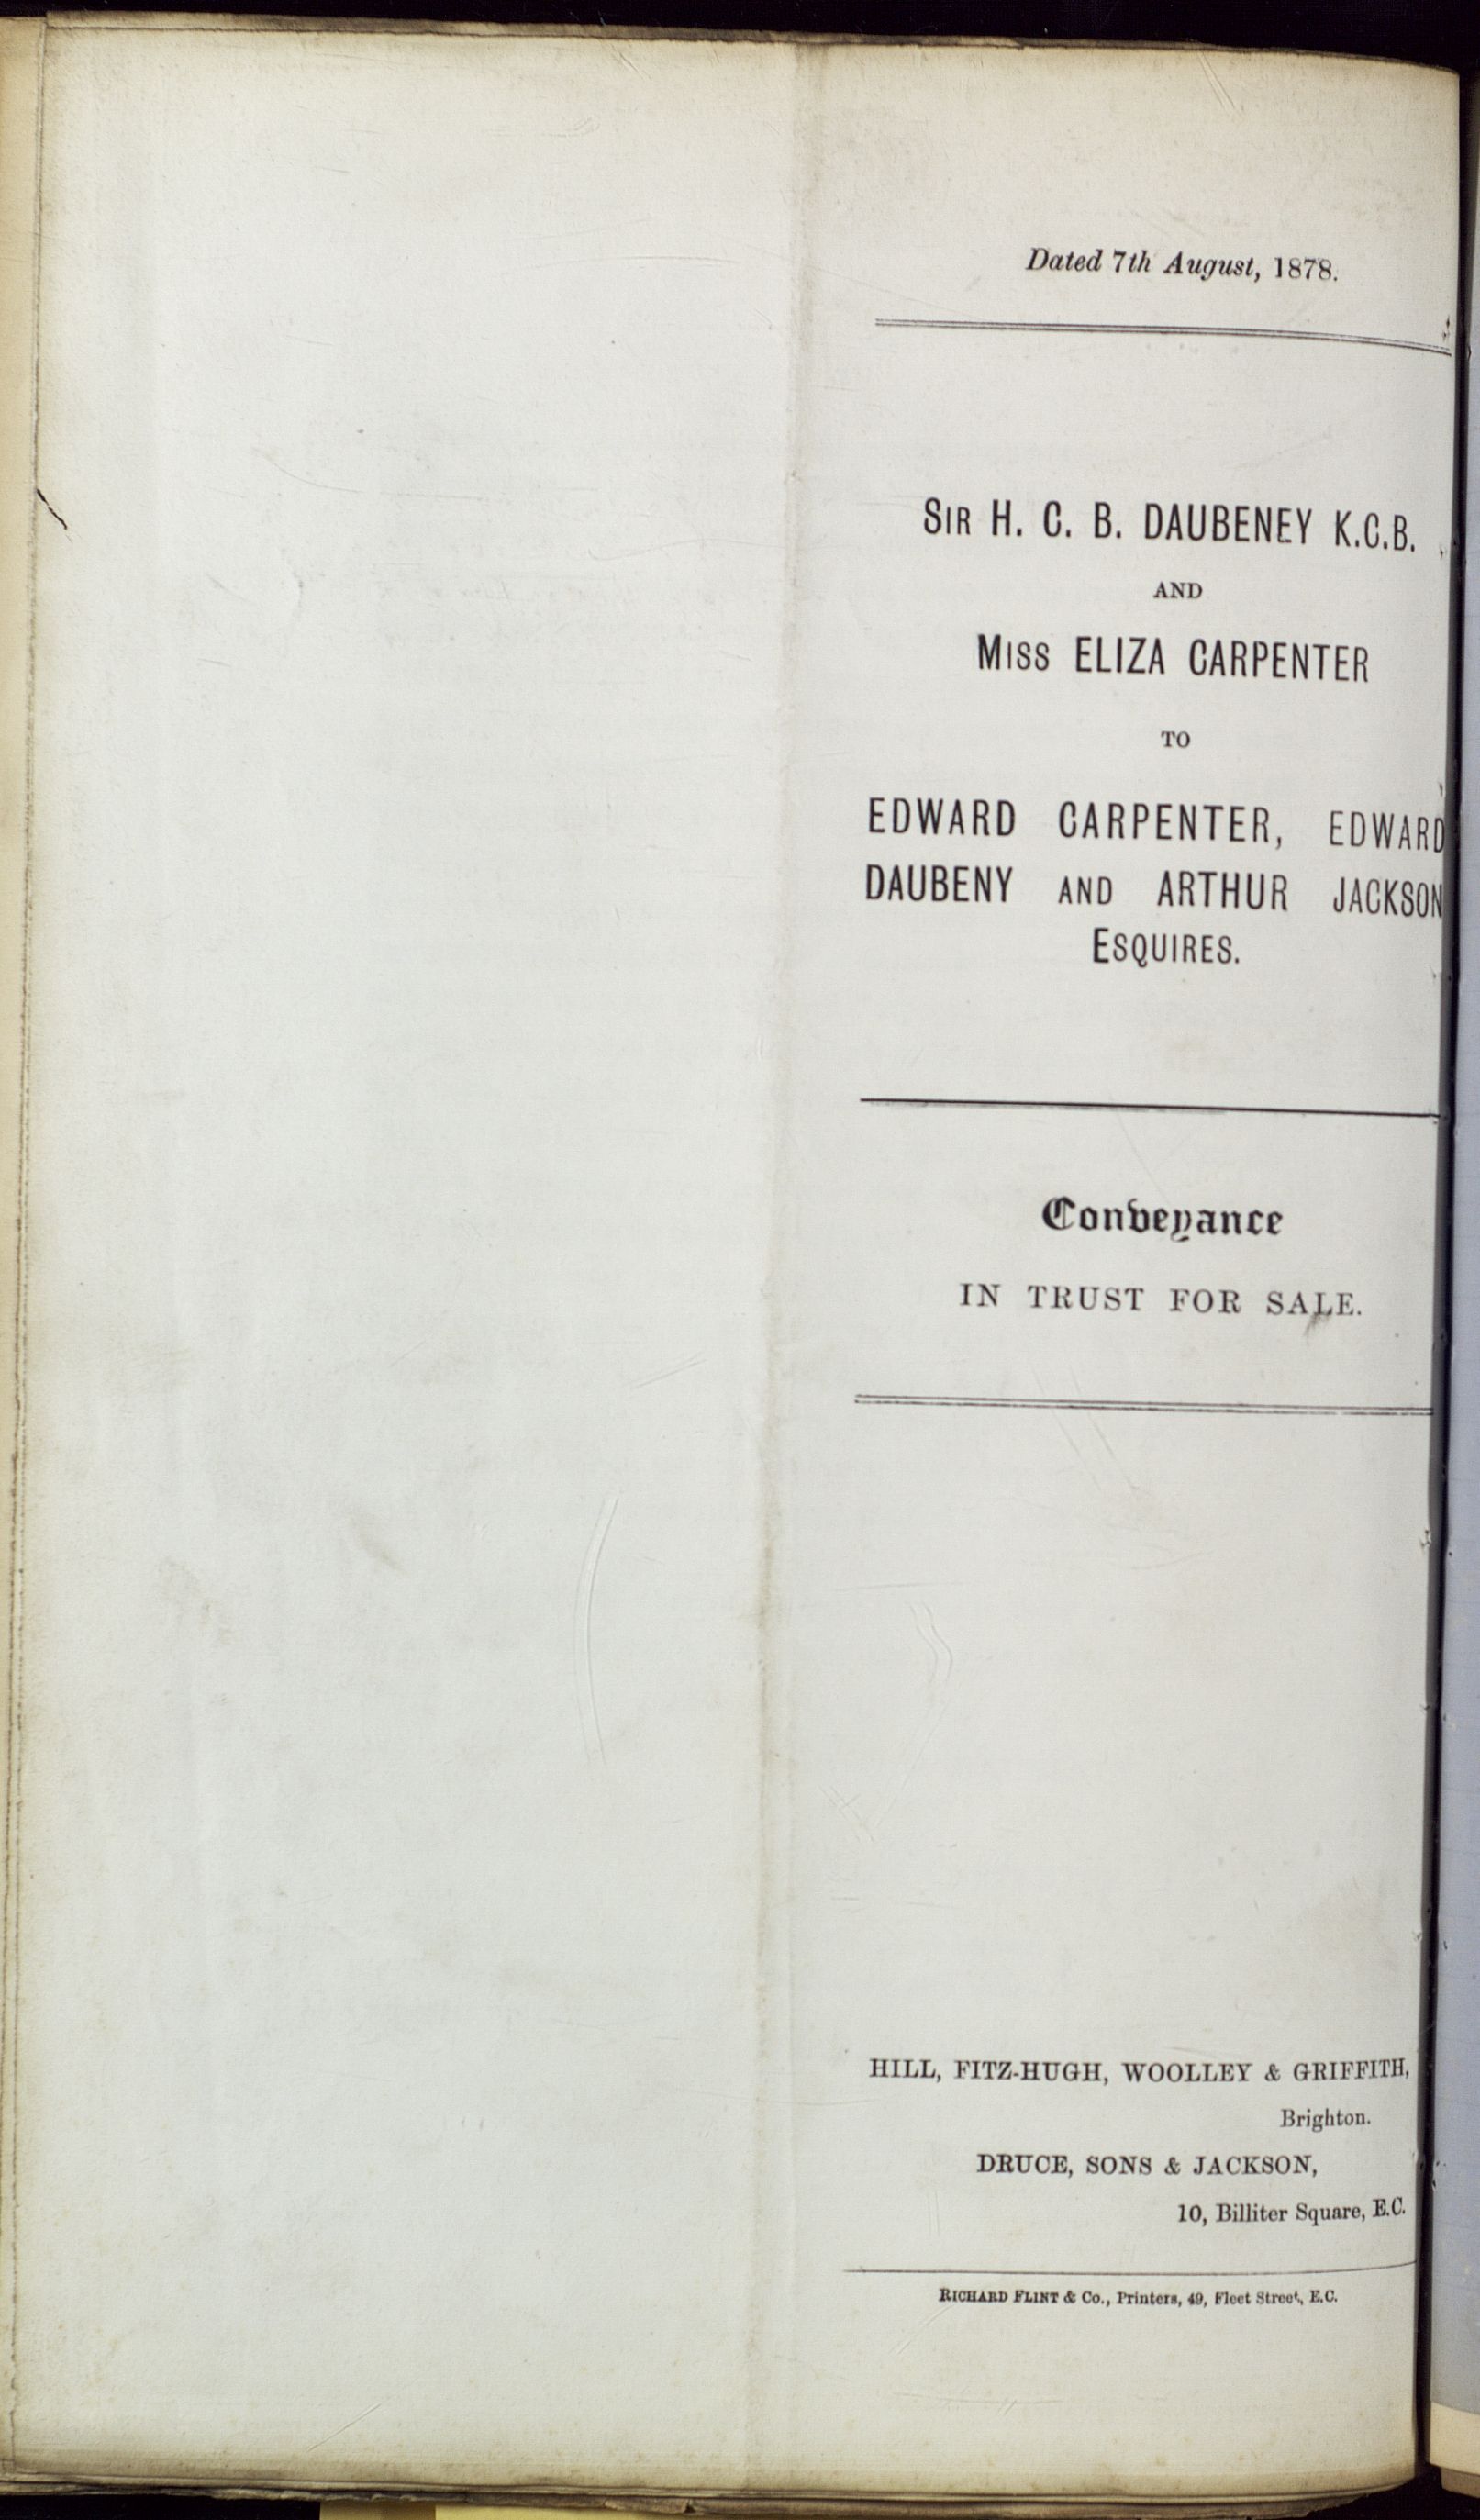 Dated 7th August, 1878.
SIR H. C. B. DAUBENEY K.C.B.
AND
MISS ELIZA CARPENTER
TO
EDWARD CARPENTER, EDWARD
DAUBENY AND ARTHUR JACKSON
ESQUIRES.
Conveyance
IN TRUST FOR SALE.
HILL, FITZ-HUGH, WOOLLEY & GRIFFITH,
Brighton.
DRUCE, SONS & JACKSON,
10, Billiter Square, E.C.
RICHARD FLINT & Co., Printers, 49, Fleet Street, E.C.